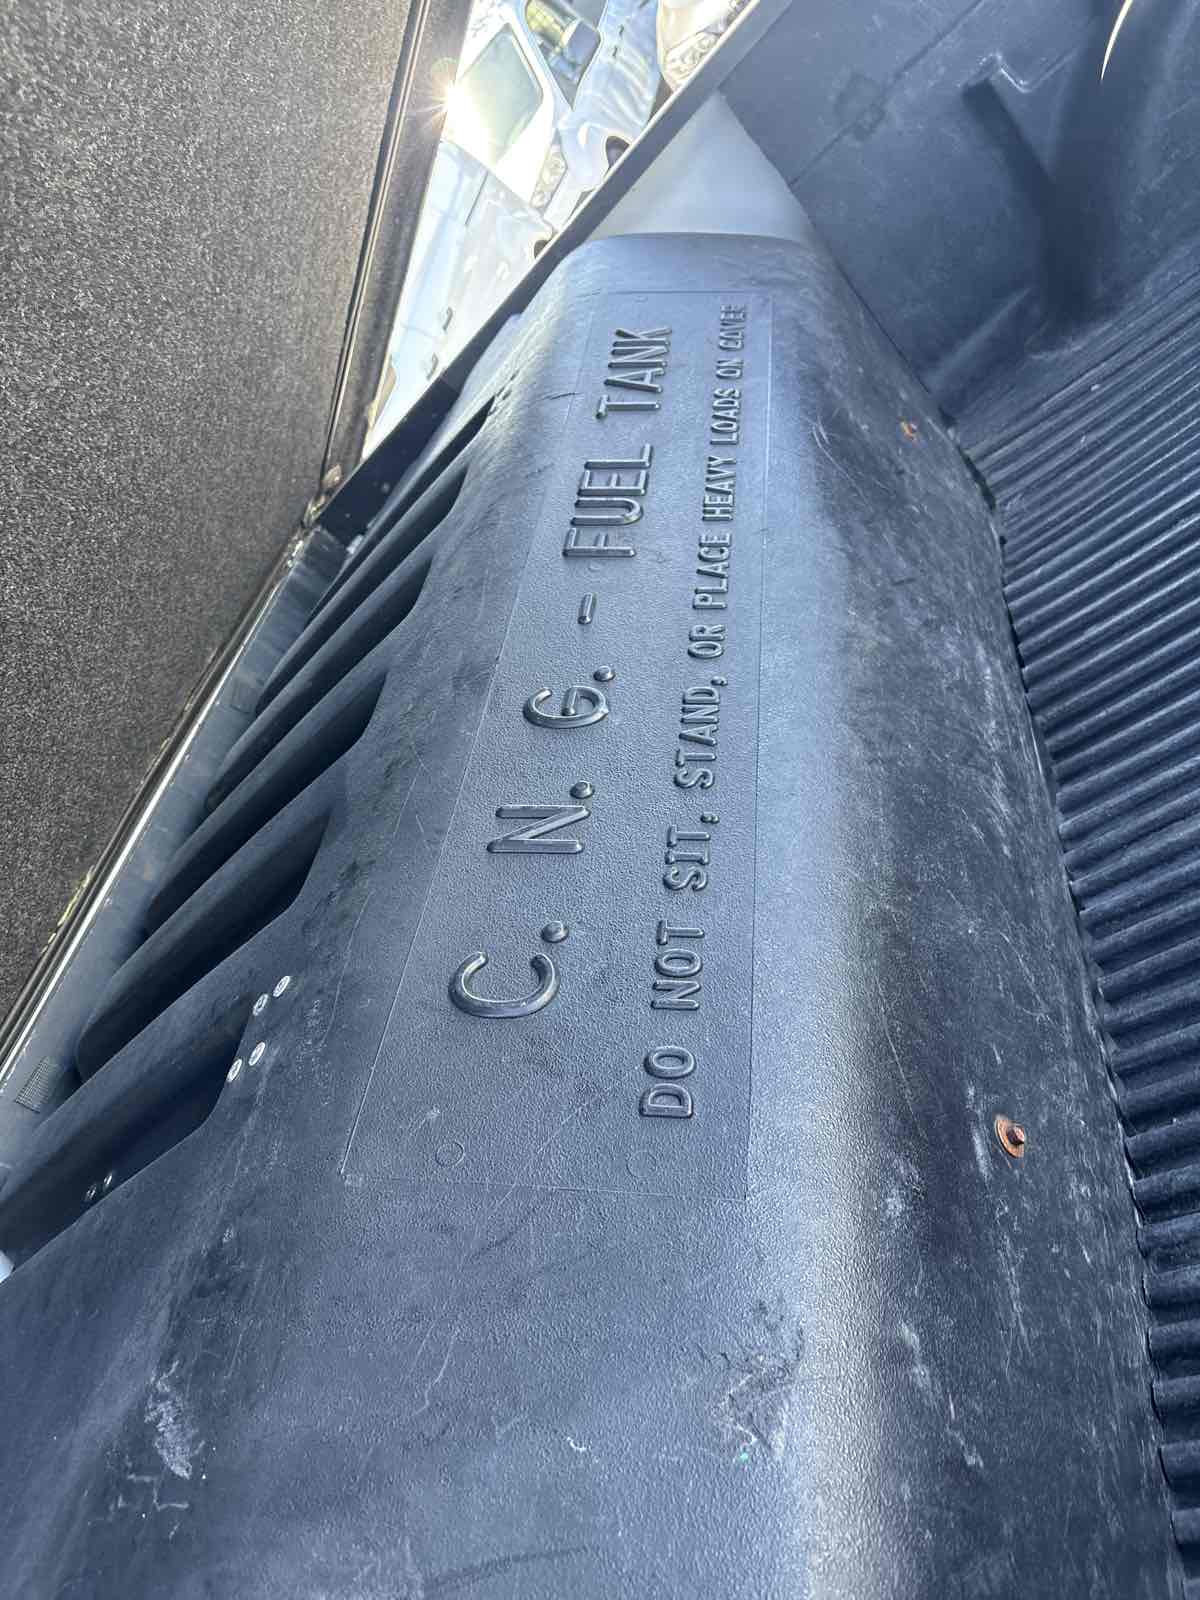 C. N. G. - FUEL TANK
DO NOT SIT, STAND, OR PLACE HEAVY LOADS ON COVER